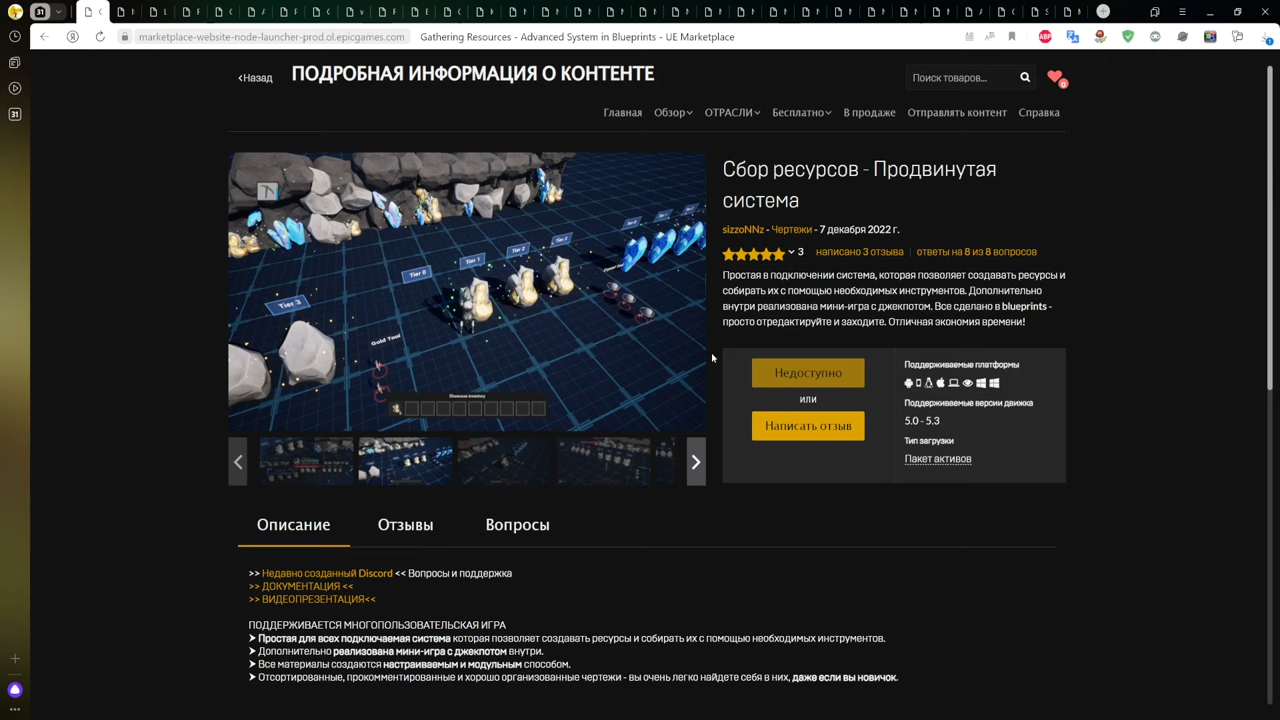 31
marketplace-website-node-launcher-prod.ol.epicgames.com
Gathering Resources - Advanced System in Blueprints - UE Marketplace
ABP
31
‹Назад
ПОДРОБНАЯ ИНФОРМАЦИЯ О КОНТЕНТЕ
Поиск товаров...
0
Главная
Обзор
ОТРАСЛИ
Бесплатно
В продаже
Отправлять контент
Справка
Tier 3
Tier 0
Tier 1
Tier 2
Tier 3
Gold Tool
Showcase Inventory
Сбор ресурсов - Продвинутая
система
sizzoNNz - Чертежи - 7 декабря 2022 г.
3
написано 3 отзыва
ответы на 8 из 8 вопросов
Простая в подключении система, которая позволяет создавать ресурсы и
собирать их с помощью необходимых инструментов. Дополнительно
внутри реализована мини-игра с джекпотом. Все сделано в blueprints -
просто отредактируйте и заходите. Отличная экономия времени!
Недоступно
или
Написать отзыв
Поддерживаемые платформы
Поддерживаемые версии движка
5.0 - 5.3
Тип загрузки
Пакет активов
Описание
Отзывы
Вопросы
>> Недавно созданный Discord << Вопросы и поддержка
>> ДОКУМЕНТАЦИЯ <<
>> ВИДЕОПРЕЗЕНТАЦИЯ<<
ПОДДЕРЖИВАЕТСЯ МНОГОПОЛЬЗОВАТЕЛЬСКАЯ ИГРА
➤ Простая для всех подключаемая система которая позволяет создавать ресурсы и собирать их с помощью необходимых инструментов.
➤ Дополнительно реализована мини-игра с джекпотом внутри.
➤ Все материалы создаются настраиваемым и модульным способом.
➤ Отсортированные, прокомментированные и хорошо организованные чертежи - вы очень легко найдете себя в них, даже если вы новичок.